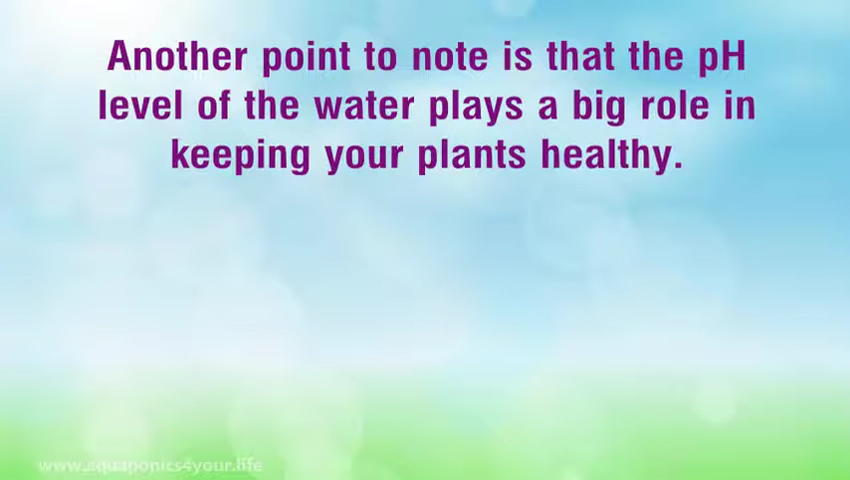 Another point to note is that the pH
level of the water plays a big role in
keeping your plants healthy.
www.aquaponics4your.life